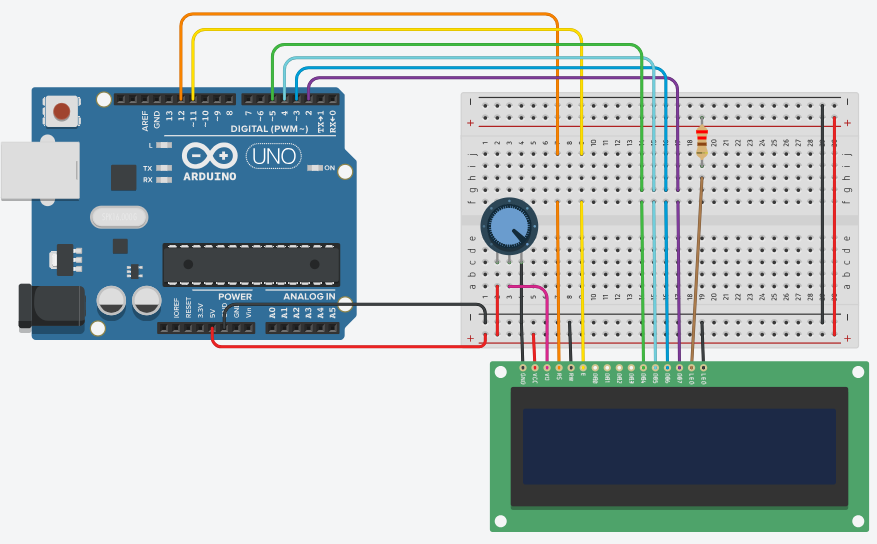 AREF
GND
13
12
~11
~10
~9
8
7
~6
~5
4
~3
2
TX→1
RX←0
DIGITAL (PWM~)
L
TX
RX
ARDUINO
UNO
ON
POWER
ANALOG IN
IOREF
RESET
3.3V
5V
GND
GND
Vin
A0
A1
A2
A3
A4
A5
GND
VCC
V0
RS
RW
E
DB0
DB1
DB2
DB3
DB4
DB5
DB6
DB7
LED
LED